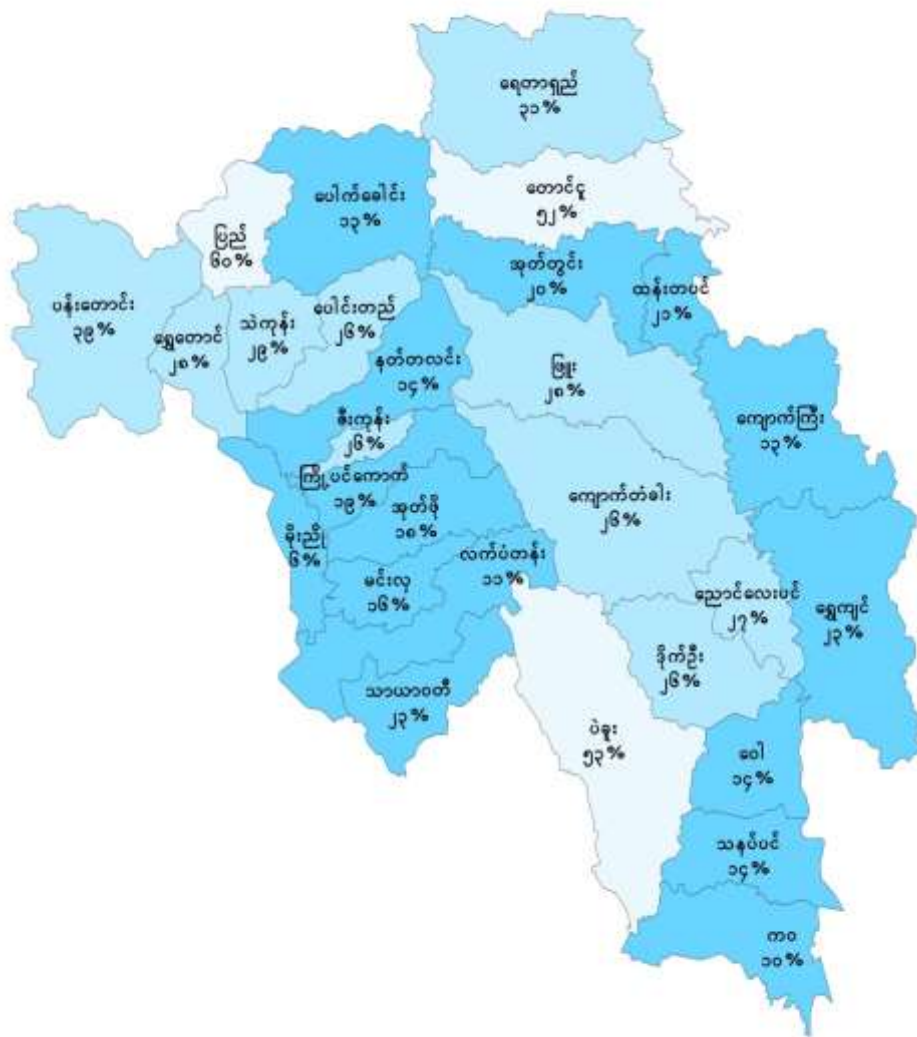 ရေတာရှည်
၃၁%
တောင်ငူ
၅၂%
ပေါက်ခေါင်း
၁၃%
ပြည်
၆၀%
အုတ်တွင်း
၂၀%
ထန်းတပင်
၂၁%
ပန်းတောင်း
၃၉%
ရွှေတောင်
၂၈%
သဲကုန်း
၂၉%
ပေါင်းတည်
၂၆%
နတ်တလင်း
၁၄%
ဖြူး
၂၈%
ကျောက်ကြီး
၁၃%
ဇီးကုန်း
၂၆%
ကြို့ပင်ကောက်
၁၉%
အုတ်ဖို
၁၈%
ကျောက်တံခါး
၂၆%
မိုးညို
၆%
မင်းလှ
၁၆%
လက်ပံတန်း
၁၁%
ညောင်လေးပင်
၂၇%
ရွှေကျင်
၂၃%
ဒိုက်ဦး
၂၆%
သာယာဝတီ
၂၃%
ပဲခူး
၅၃%
ဝေါ
၁၄%
သနပ်ပင်
၁၄%
ကဝ
၁၀%